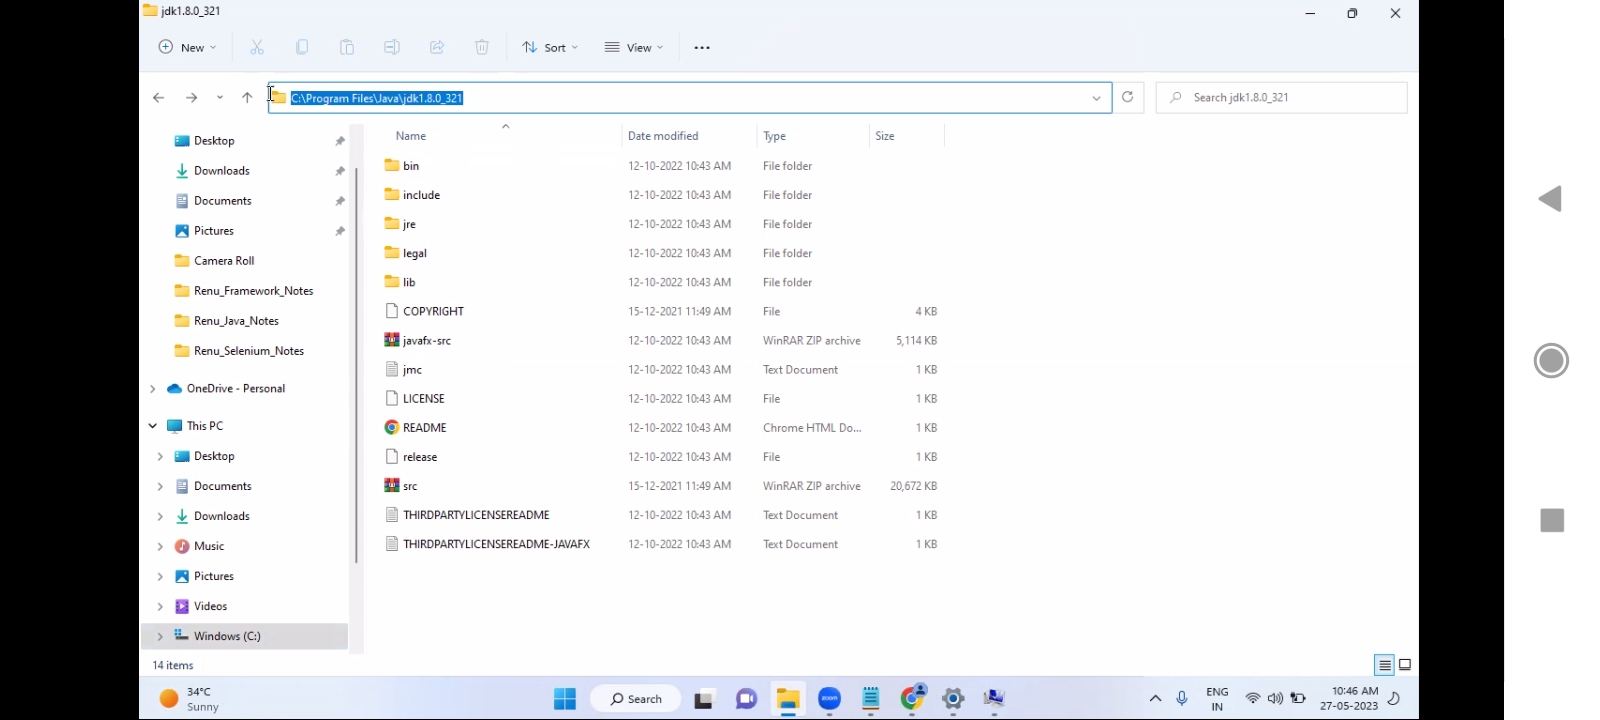 jdk1.8.0_321
New
Sort
View
C:\Program Files\Java\jdk1.8.0_321
Search jdk1.8.0_321
Desktop
Downloads
Documents
Pictures
Camera Roll
Renu_Framework_Notes
Renu_Java_Notes
Renu_Selenium_Notes
OneDrive - Personal
This PC
Desktop
Documents
Downloads
Music
Pictures
Videos
Windows (C:)
Name Date modified Type Size
bin 12-10-2022 10:43 AM File folder
include 12-10-2022 10:43 AM File folder
jre 12-10-2022 10:43 AM File folder
legal 12-10-2022 10:43 AM File folder
lib 12-10-2022 10:43 AM File folder
COPYRIGHT 15-12-2021 11:49 AM File 4 KB
javafx-src 12-10-2022 10:43 AM WinRAR ZIP archive 5,114 KB
jmc 12-10-2022 10:43 AM Text Document 1 KB
LICENSE 12-10-2022 10:43 AM File 1 KB
README 12-10-2022 10:43 AM Chrome HTML Do... 1 KB
release 12-10-2022 10:43 AM File 1 KB
src 15-12-2021 11:49 AM WinRAR ZIP archive 20,672 KB
THIRDPARTYLICENSEREADME 12-10-2022 10:43 AM Text Document 1 KB
THIRDPARTYLICENSEREADME-JAVAFX 12-10-2022 10:43 AM Text Document 1 KB
14 items
34°C
Sunny
Search
zoom
ENG
IN
10:46 AM
27-05-2023